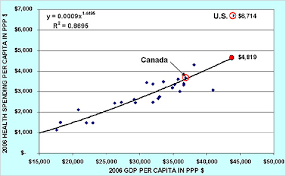 $7,000
$6,000
$5,000
$4,000
$3,000
$2,000
$1,000
$-
2006 HEALTH SPENDING PER CAPITA IN PPP $
y = 0.0009x^1.4495
R² = 0.8695
U.S. $6,714
Canada
$4,819
$15,000 $20,000 $25,000 $30,000 $35,000 $40,000 $45,000 $50,000
2006 GDP PER CAPITA IN PPP $